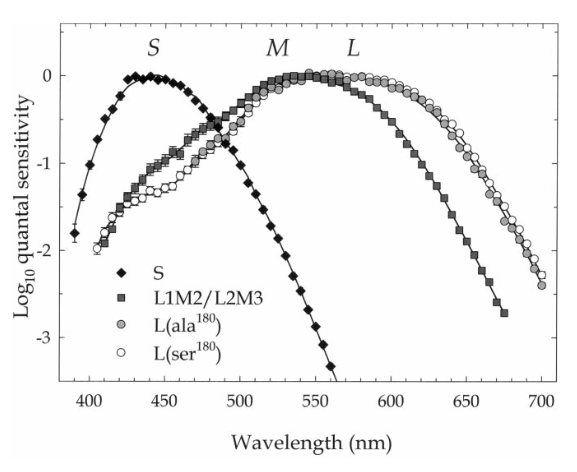 S M L
0
-1
-2
-3
Log10 quantal sensitivity
S
L1M2/L2M3
L(ala180)
L(ser180)
400 450 500 550 600 650 700
Wavelength (nm)